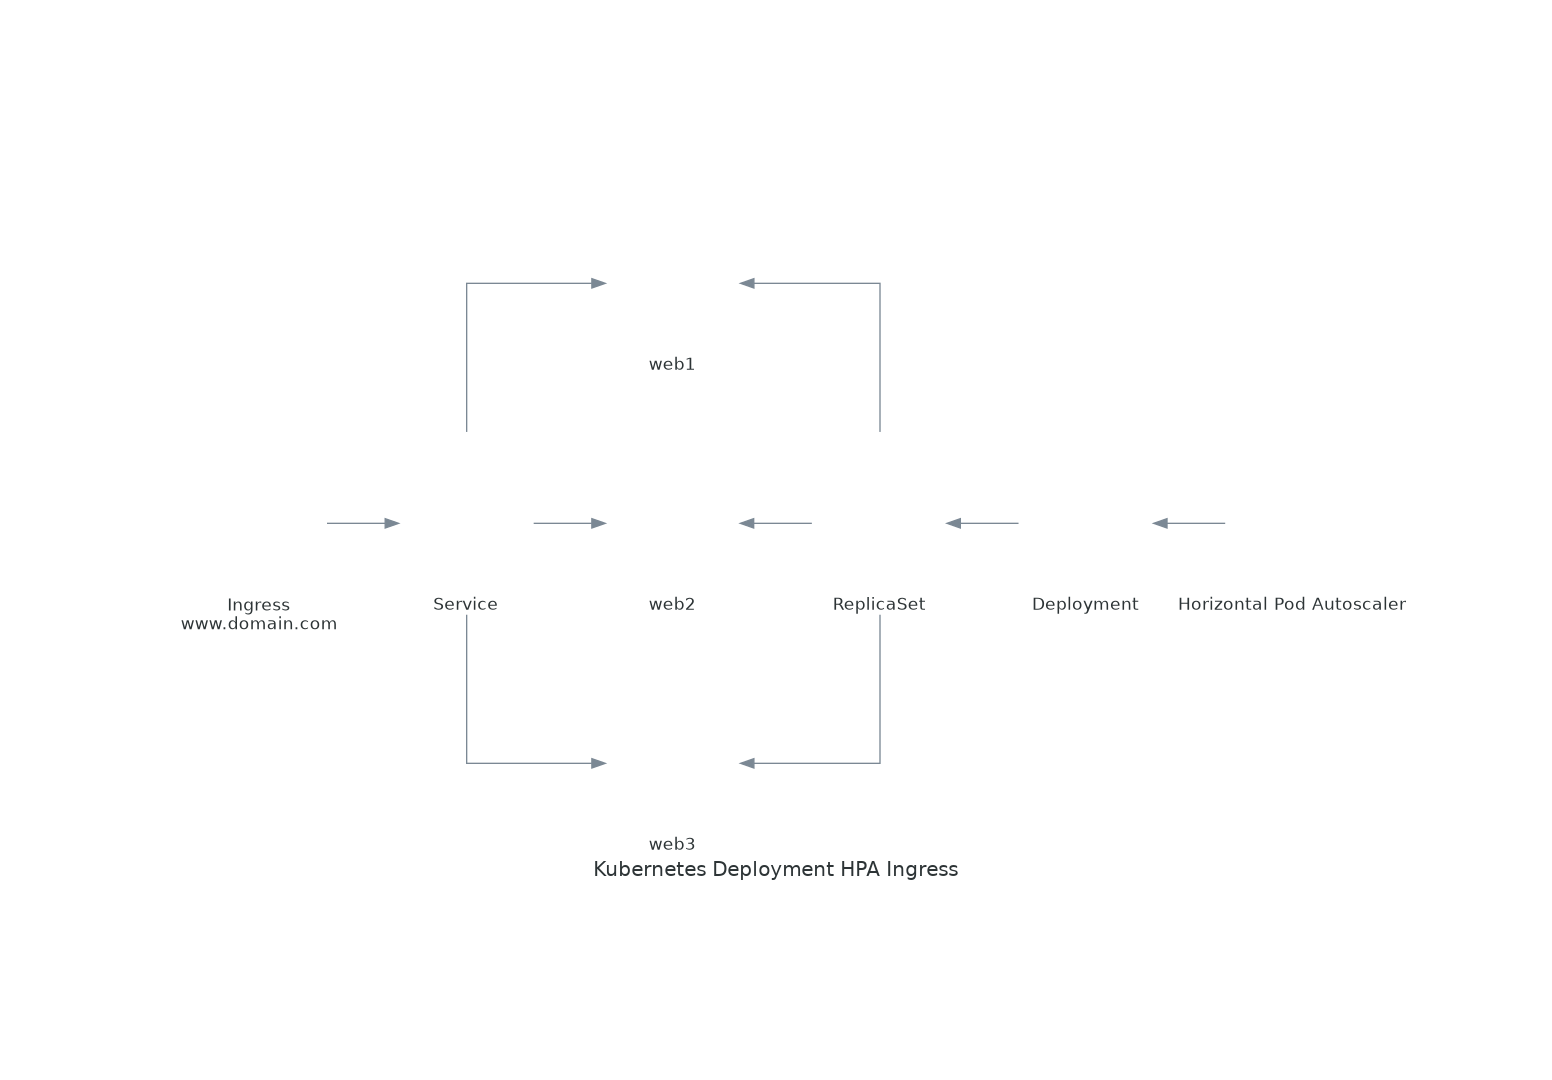 web1
Ingress
www.domain.com
Service
web2
ReplicaSet
Deployment
Horizontal Pod Autoscaler
web3
Kubernetes Deployment HPA Ingress